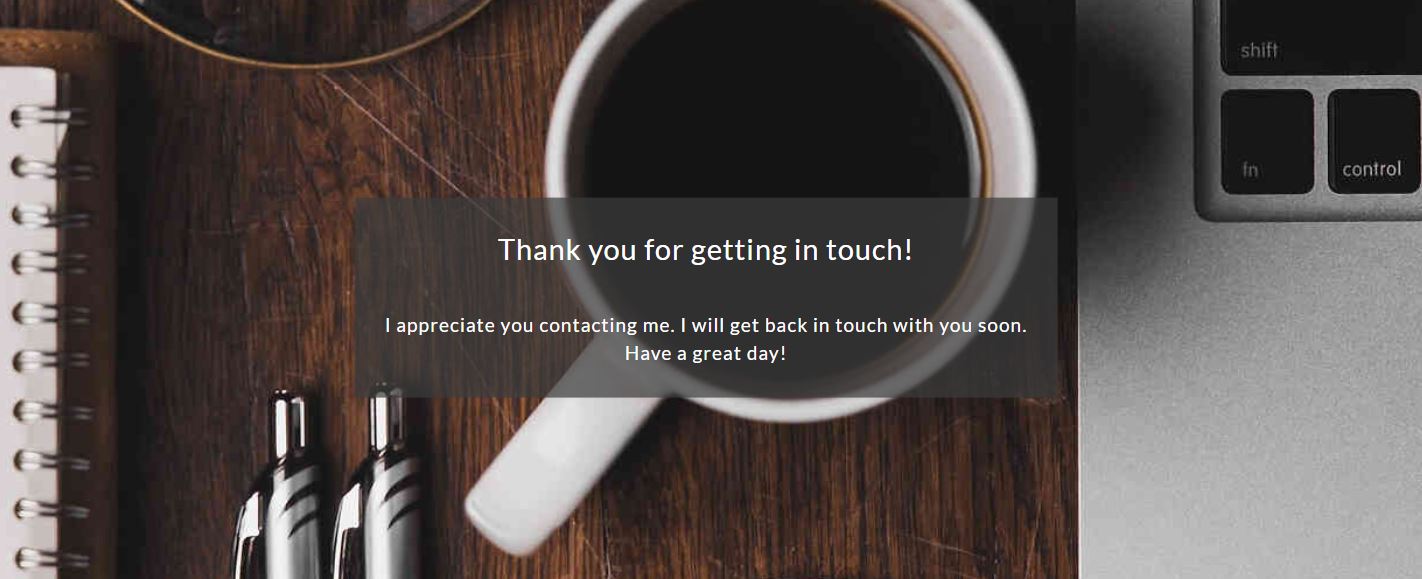 shift
fn
control
Thank you for getting in touch!
I appreciate you contacting me. I will get back in touch with you soon.
Have a great day!